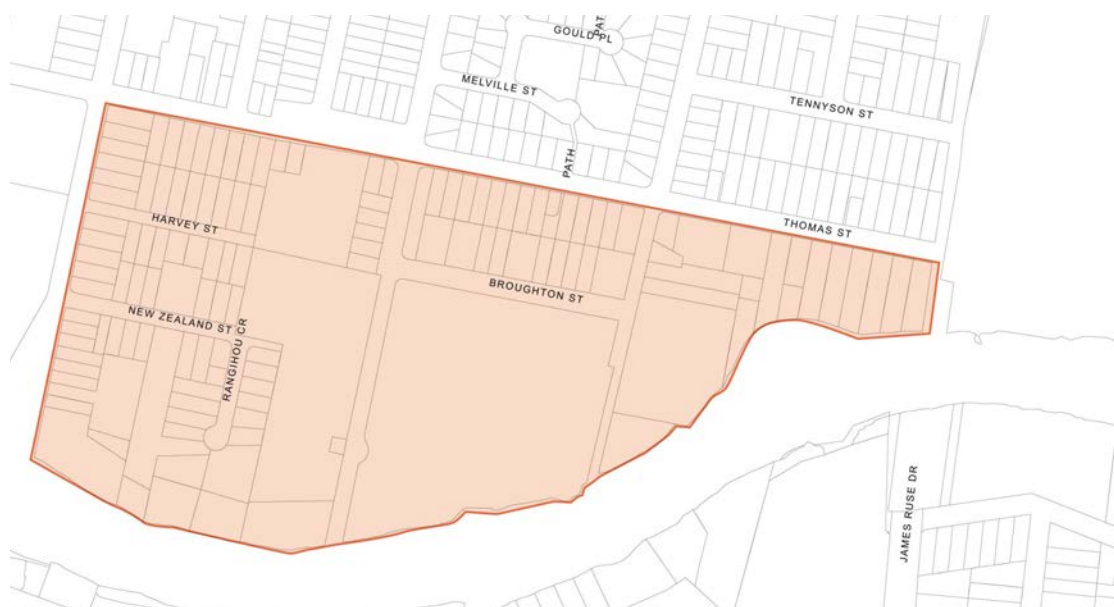 PATH
GOULD PL
MELVILLE ST
TENNYSON ST
PATH
THOMAS ST
HARVEY ST
BROUGHTON ST
NEW ZEALAND ST
RANGIHOU CR
JAMES RUSE DR